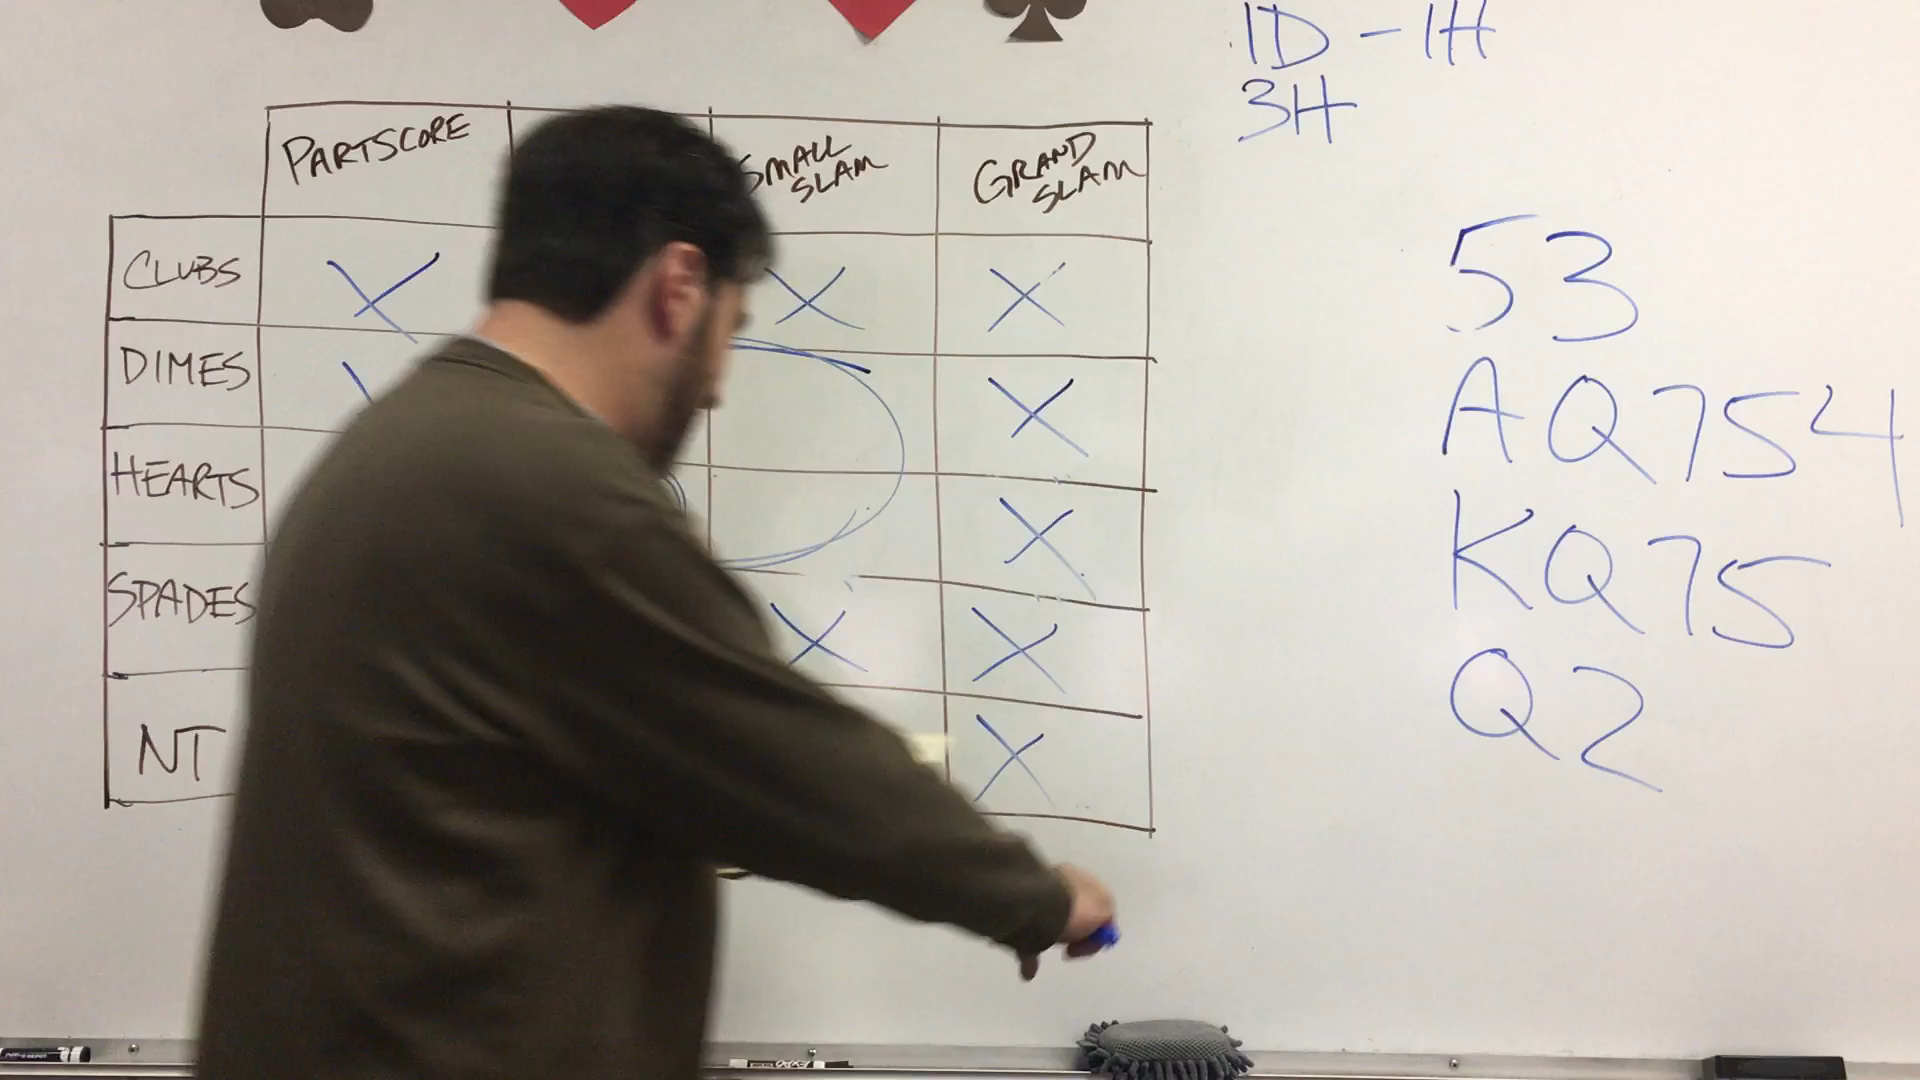 1D - 1H
3H
PARTSCORE
SMALL
SLAM
GRAND
SLAM
CLUBS
DIMES
HEARTS
SPADES
NT
53
AQ754
KQ75
Q2